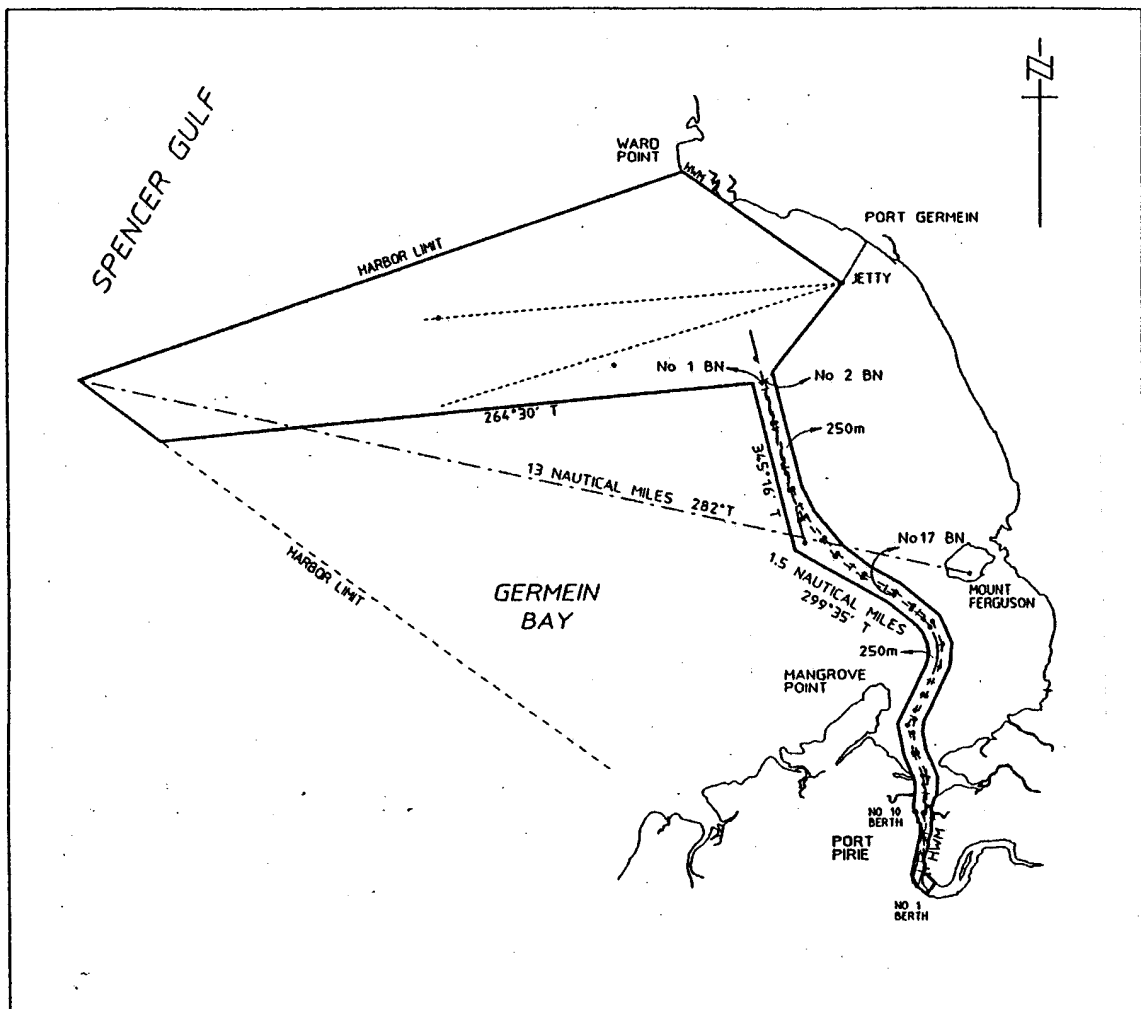 N
SPENCER GULF
WARD
POINT
HWM
PORT GERMEIN
HARBOR LIMIT
JETTY
No 1 BN
No 2 BN
264°30' T
250m
345°16' T
13 NAUTICAL MILES 282°T
No 17 BN
HARBOR LIMIT
GERMEIN
BAY
1.5 NAUTICAL MILES
299°35' T
MOUNT
FERGUSON
250m
MANGROVE
POINT
NO 10
BERTH
PORT
PIRIE
HWM
NO 1
BERTH